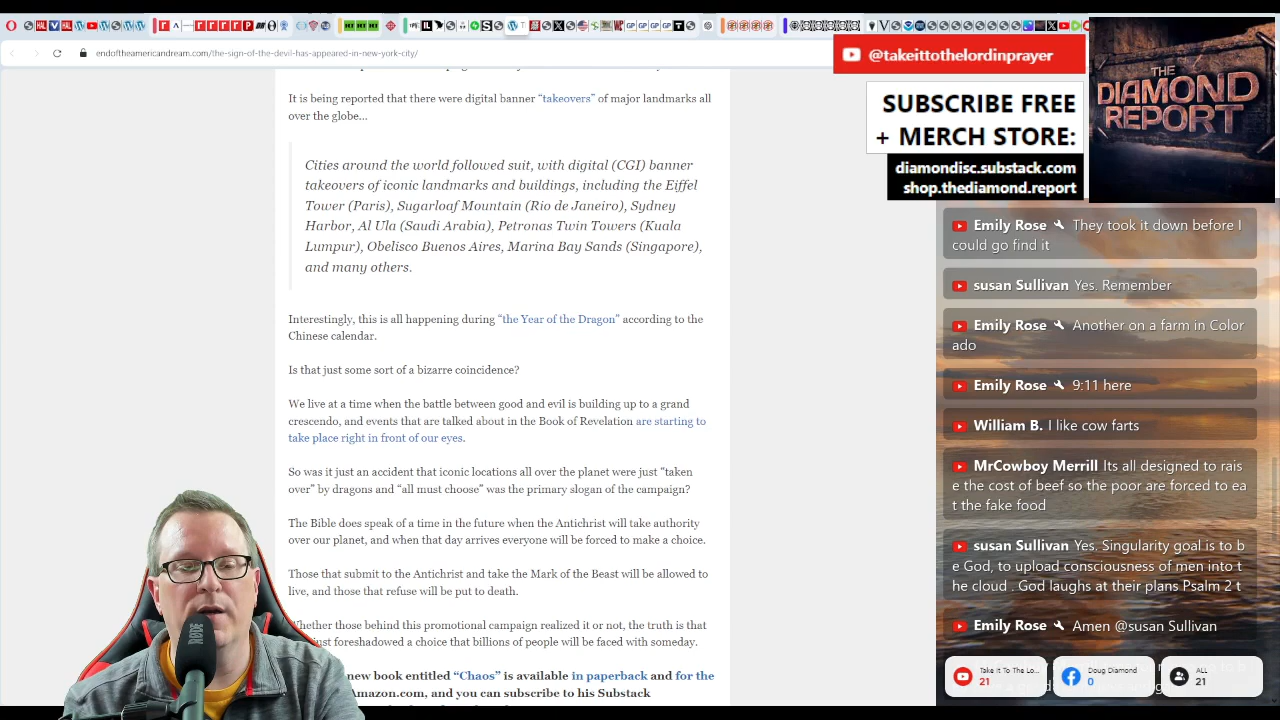 endoftheamericandream.com/the-sign-of-the-devil-has-appeared-in-new-york-city/
@takeittothelordinprayer
SUBSCRIBE FREE
+ MERCH STORE:
diamondisc.substack.com
shop.thediamond.report
THE
DIAMOND
REPORT
It is being reported that there were digital banner “takeovers” of major landmarks all
over the globe...
Cities around the world followed suit, with digital (CGI) banner
takeovers of iconic landmarks and buildings, including the Eiffel
Tower (Paris), Sugarloaf Mountain (Rio de Janeiro), Sydney
Harbor, Al Ula (Saudi Arabia), Petronas Twin Towers (Kuala
Lumpur), Obelisco Buenos Aires, Marina Bay Sands (Singapore),
and many others.
Interestingly, this is all happening during “the Year of the Dragon” according to the
Chinese calendar.
Is that just some sort of a bizarre coincidence?
We live at a time when the battle between good and evil is building up to a grand
crescendo, and events that are talked about in the Book of Revelation are starting to
take place right in front of our eyes.
So was it just an accident that iconic locations all over the planet were just “taken
over” by dragons and “all must choose” was the primary slogan of the campaign?
The Bible does speak of a time in the future when the Antichrist will take authority
over our planet, and when that day arrives everyone will be forced to make a choice.
Those that submit to the Antichrist and take the Mark of the Beast will be allowed to
live, and those that refuse will be put to death.
Whether those behind this promotional campaign realized it or not, the truth is that
just foreshadowed a choice that billions of people will be faced with someday.
new book entitled “Chaos” is available in paperback and for the
Amazon.com, and you can subscribe to his Substack
Emily Rose They took it down before I
could go find it
susan Sullivan Yes. Remember
Emily Rose Another on a farm in Color
ado
Emily Rose 9:11 here
William B. I like cow farts
MrCowboy Merrill Its all designed to rais
e the cost of beef so the poor are forced to ea
t the fake food
susan Sullivan Yes. Singularity goal is to b
e God, to upload consciousness of men into t
he cloud . God laughs at their plans Psalm 2 t
Emily Rose Amen @susan Sullivan
Take It To The Lo...
21
Doug Diamond
0
ALL
21
RODE